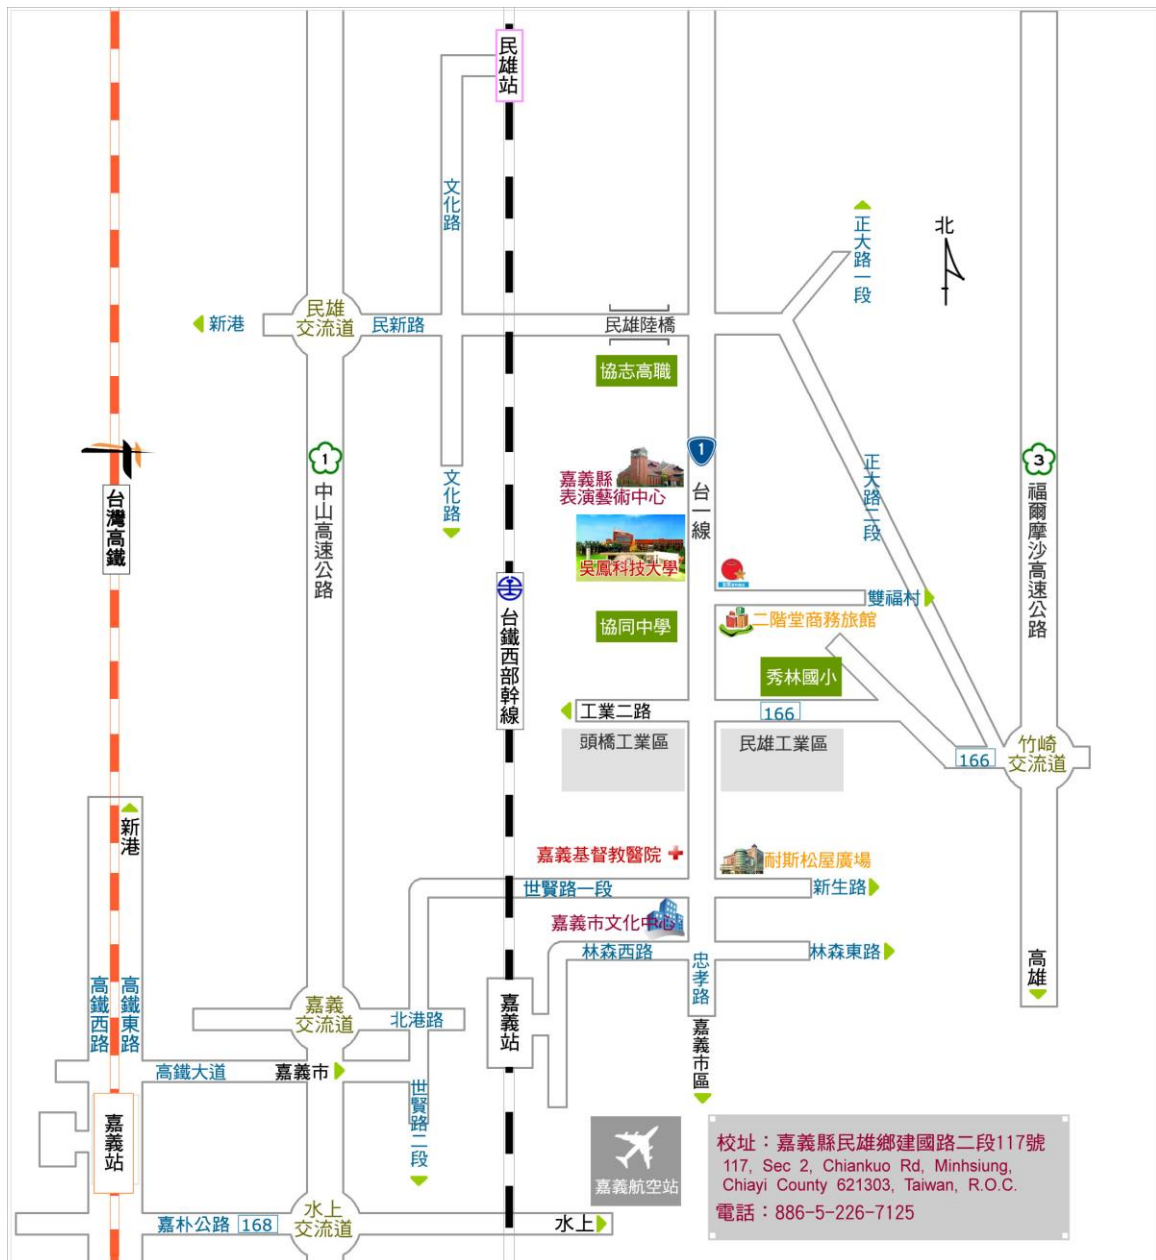 民雄站
文化路
正大路一段
北
新港
民雄
交流道
民新路
民雄陸橋
協志高職
1
中山高速公路
文化路
嘉義縣
表演藝術中心
1
台一線
正大路二段
3
福爾摩沙高速公路
台灣高鐵
吳鳳科技大學
台鐵西部幹線
雙福村
二階堂商務旅館
協同中學
秀林國小
工業二路
166
頭橋工業區
民雄工業區
166
竹崎
交流道
新港
嘉義基督教醫院
耐斯松屋廣場
世賢路一段
新生路
嘉義市文化中心
林森西路
林森東路
忠孝路
高雄
高鐵西路
高鐵東路
嘉義
交流道
北港路
嘉義站
嘉義市區
高鐵大道
嘉義市
世賢路二段
嘉義站
嘉義航空站
校址：嘉義縣民雄鄉建國路二段117號
117, Sec 2, Chiankuo Rd, Minhsiung,
Chiayi County 621303, Taiwan, R.O.C.
電話：886-5-226-7125
嘉朴公路
168
水上
交流道
水上